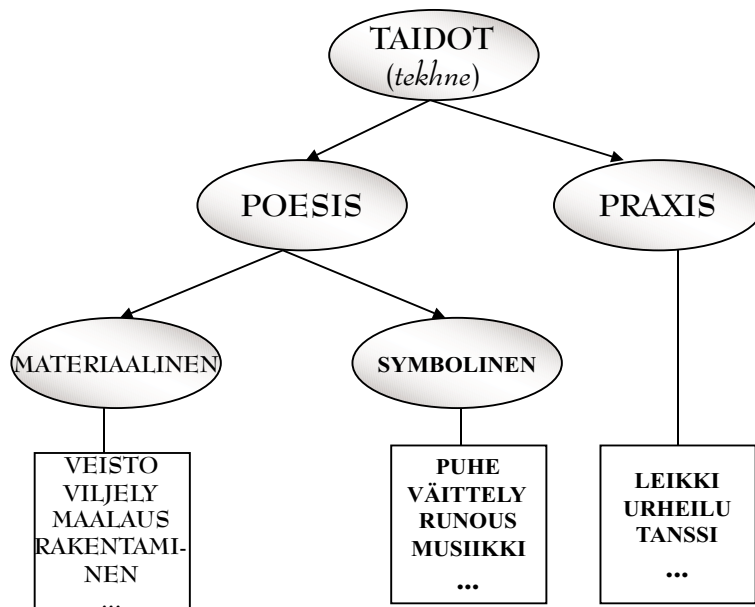 TAIDOT
(tekhne)
POESIS
PRAXIS
MATERIAALINEN
SYMBOLINEN
VEISTO
VILJELY
MAALAUS
RAKENTAMI-
NEN
...
PUHE
VÄITTELY
RUNOUS
MUSIIKKI
...
LEIKKI
URHEILU
TANSSI
...